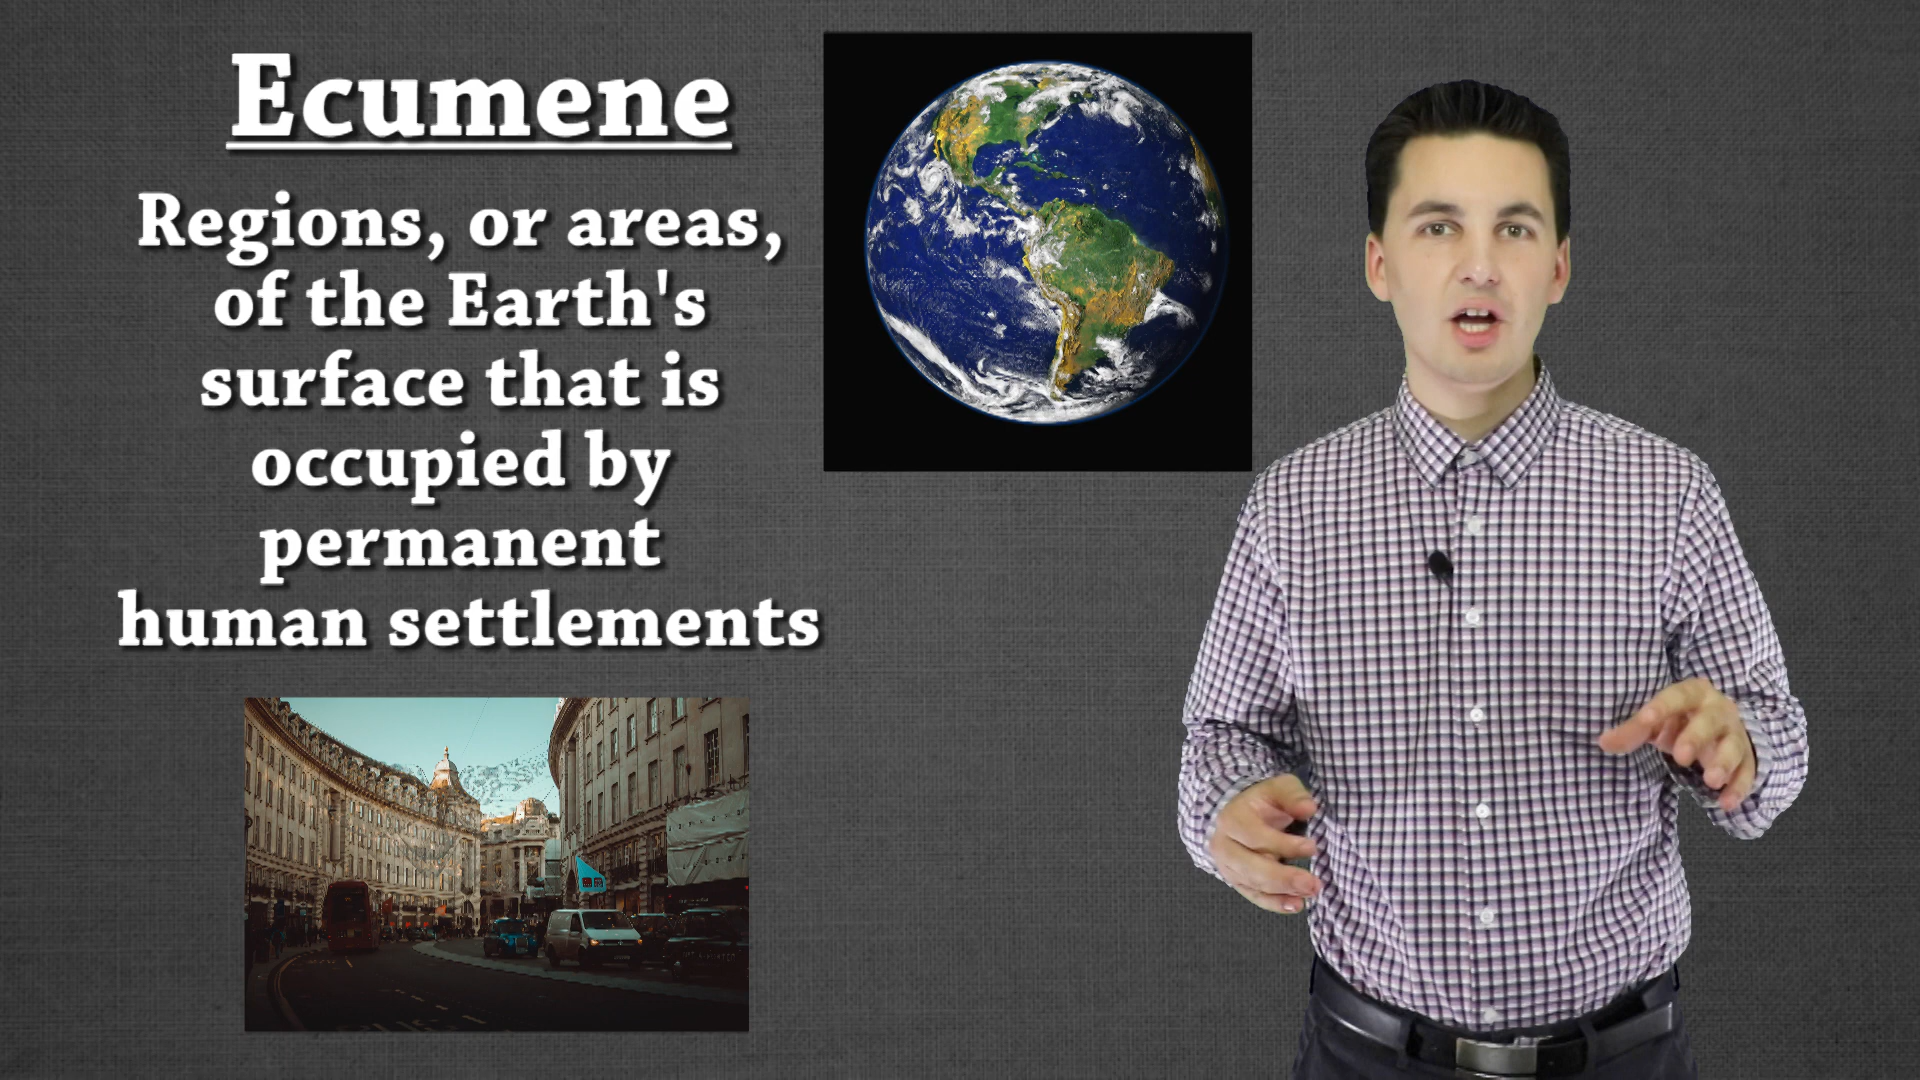 Ecumene
Regions, or areas,
of the Earth's
surface that is
occupied by
permanent
human settlements